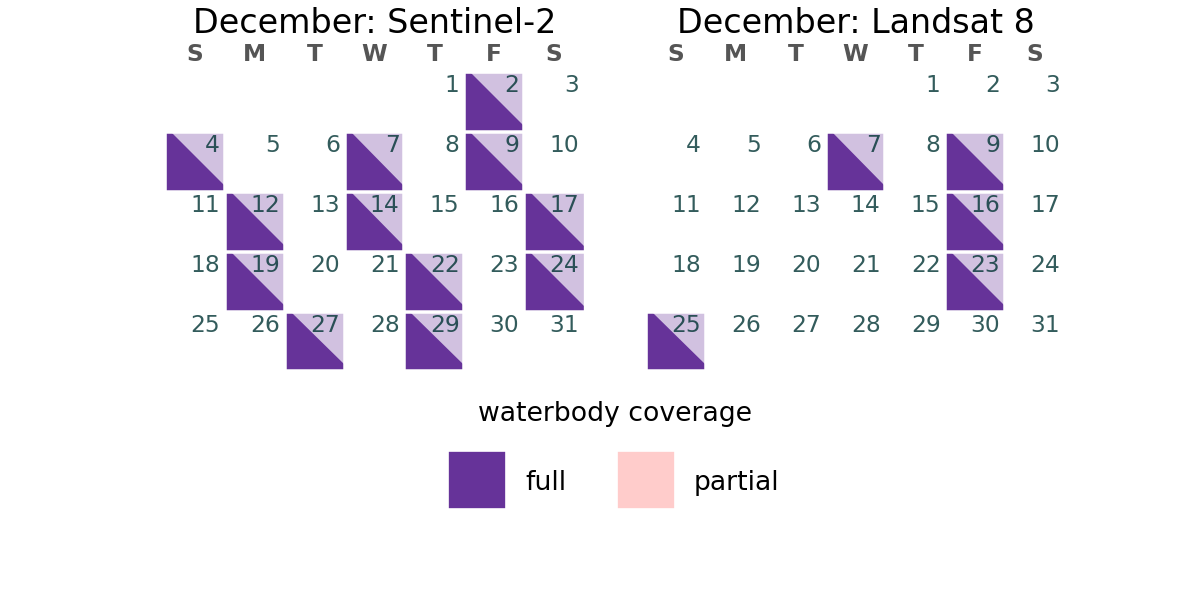 December: Sentinel-2
S M T W T F S
1 2 3
4 5 6 7 8 9 10
11 12 13 14 15 16 17
18 19 20 21 22 23 24
25 26 27 28 29 30 31
December: Landsat 8
S M T W T F S
1 2 3
4 5 6 7 8 9 10
11 12 13 14 15 16 17
18 19 20 21 22 23 24
25 26 27 28 29 30 31
waterbody coverage
full partial